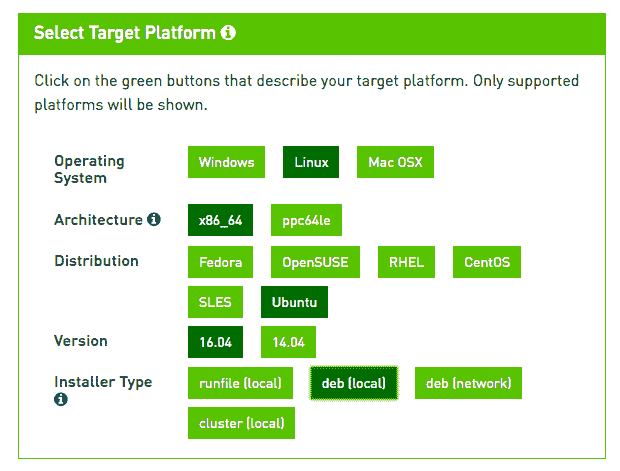 Select Target Platform
Click on the green buttons that describe your target platform. Only supported
platforms will be shown.
Operating
System
Windows Linux Mac OSX
Architecture x86_64 ppc64le
Distribution Fedora OpenSUSE RHEL CentOS
SLES Ubuntu
Version 16.04 14.04
Installer Type runfile (local) deb (local) deb (network)
cluster (local)